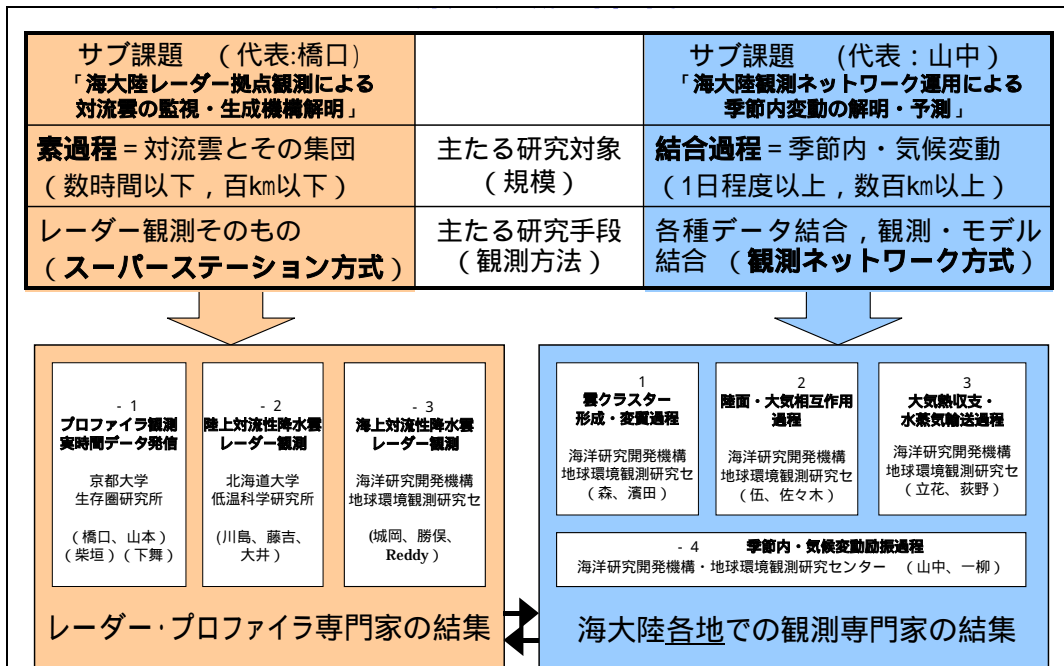 サブ課題　（代表:橋口）
「海大陸レーダー拠点観測による
対流雲の監視・生成機構解明」
サブ課題　(代表：山中）
「海大陸観測ネットワーク運用による
季節内変動の解明・予測」
素過程＝対流雲とその集団
（数時間以下，百㎞以下）
主たる研究対象
（規模）
結合過程＝季節内・気候変動
（1日程度以上，数百㎞以上）
レーダー観測そのもの
（スーパーステーション方式）
主たる研究手段
（観測方法）
各種データ結合，観測・モデル
結合（観測ネットワーク方式）
- 1
プロファイラ観測
実時間データ発信
京都大学
生存圏研究所
（橋口、山本）
（柴垣）（下舞）
- 2
陸上対流性降水雲
レーダー観測
北海道大学
低温科学研究所
（川島、藤吉、
大井）
- 3
海上対流性降水雲
レーダー観測
海洋研究開発機構
地球環境観測研究セ
(城岡、勝俣、
Reddy）
レーダー・プロファイラ専門家の結集
1
雲クラスター
形成・変質過程
海洋研究開発機構
地球環境観測研究セ
（森、濱田）
2
陸面・大気相互作用
過程
海洋研究開発機構
地球環境観測研究セ
（伍、佐々木）
3
大気熱収支・
水蒸気輸送過程
海洋研究開発機構
地球環境観測研究セ
（立花、荻野）
- 4　季節内・気候変動励振過程
海洋研究開発機構・地球環境観測研究センター　（山中、一柳）
海大陸各地での観測専門家の結集